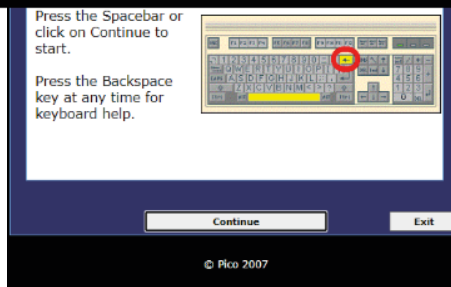 Press the Spacebar or
click on Continue to
start.
Press the Backspace
key at any time for
keyboard help.
Continue
Exit
© Pico 2007